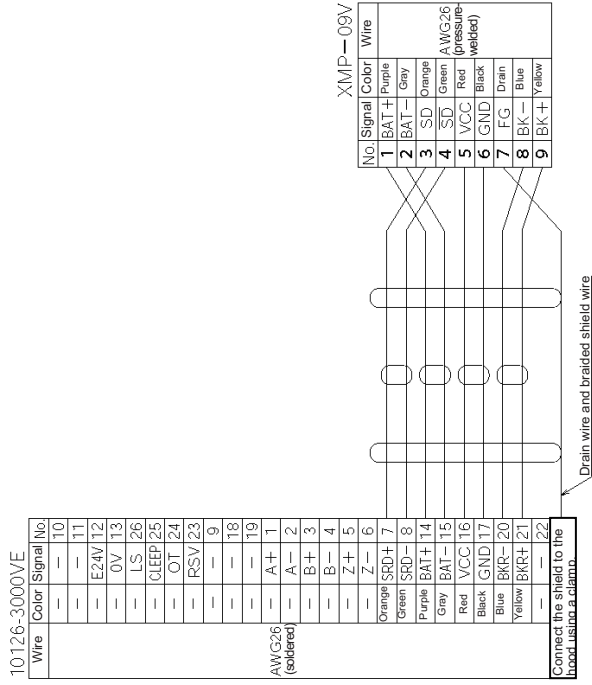 10126-3000VE
Wire Color Signal No.
AWG26
(soldered)
— — 10
— — 11
— E24V 12
— 0V 13
— LS 26
— CLEEP 25
— OT 24
— RSV 23
— — 9
— — 18
— — 19
— A+ 1
— A− 2
— B+ 3
— B− 4
— Z+ 5
— Z− 6
Orange SRD+ 7
Green SRD− 8
Purple BAT+ 14
Gray BAT− 15
Red VCC 16
Black GND 17
Blue BKR− 20
Yellow BKR+ 21
— — 22
Connect the shield to the
hood using a clamp.
Drain wire and braided shield wire
XMP−09V
No. Signal Color Wire
1 BAT+ Purple
2 BAT− Gray
3 SD Orange
4 S̅D̅ Green
5 VCC Red
6 GND Black
7 FG Drain
8 BK− Blue
9 BK+ Yellow
AWG26
(pressure-
welded)